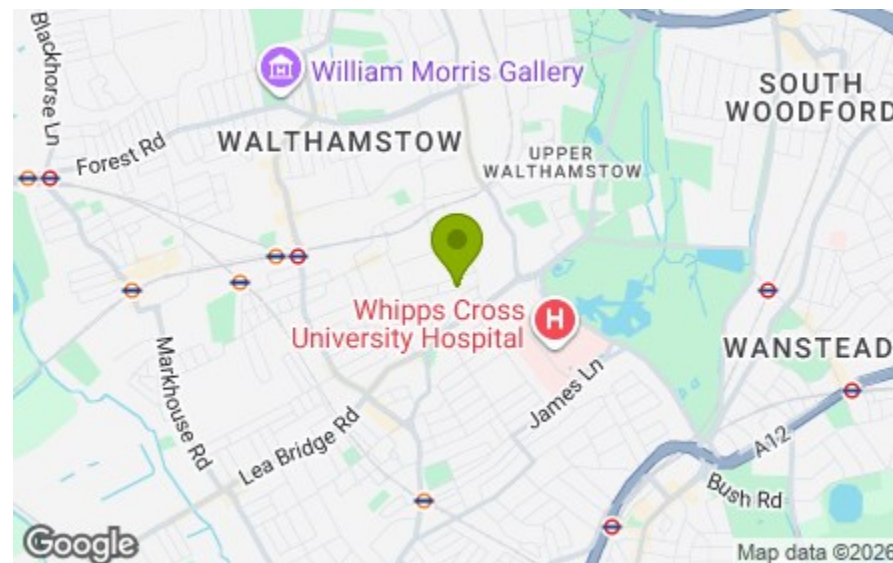 Blackhorse Ln
William Morris Gallery
SOUTH
WOODFORD
WALTHAMSTOW
Forest Rd
UPPER
WALTHAMSTOW
Whipps Cross
University Hospital
H
WANSTEAD
Markhouse Rd
James Ln
Lea Bridge Rd
A12
Bush Rd
Google
Map data ©2026